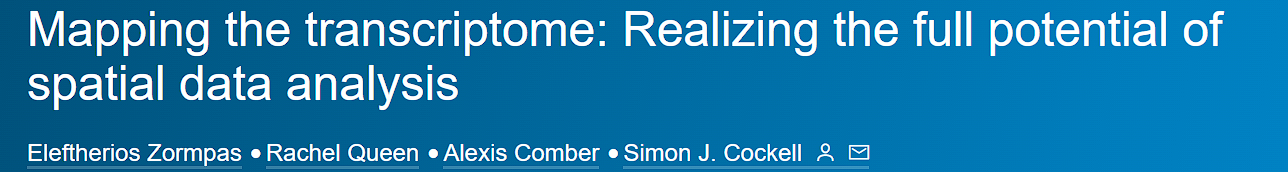 Mapping the transcriptome: Realizing the full potential of
spatial data analysis
Eleftherios Zormpas • Rachel Queen • Alexis Comber • Simon J. Cockell